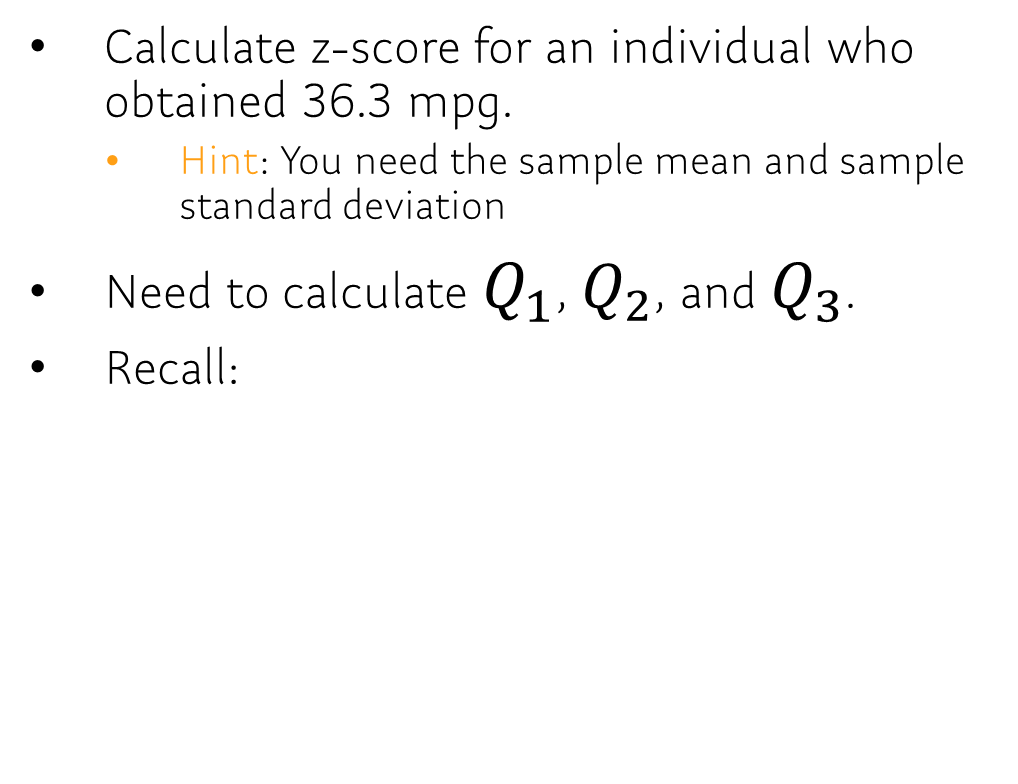 • Calculate z-score for an individual who
obtained 36.3 mpg.
• Hint: You need the sample mean and sample
standard deviation
• Need to calculate Q₁, Q₂, and Q₃.
• Recall: